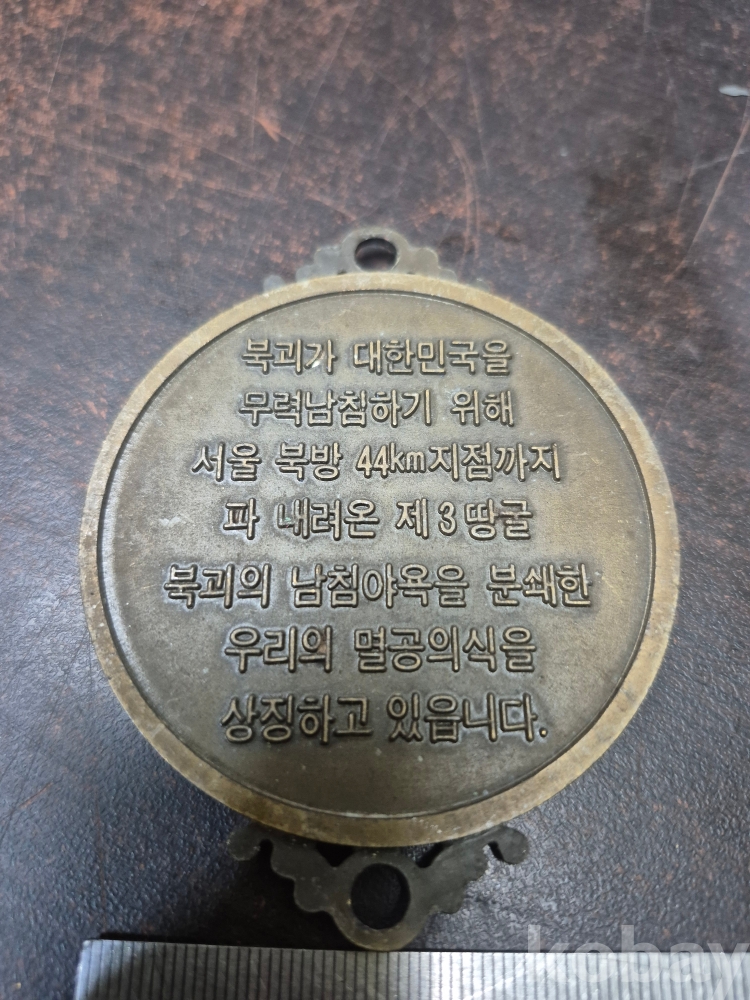 북괴가 대한민국을
무력남침하기 위해
서울 북방 44km지점까지
파 내려온 제3땅굴
북괴의 남침야욕을 분쇄한
우리의 멸공의식을
상징하고 있읍니다.
kobay